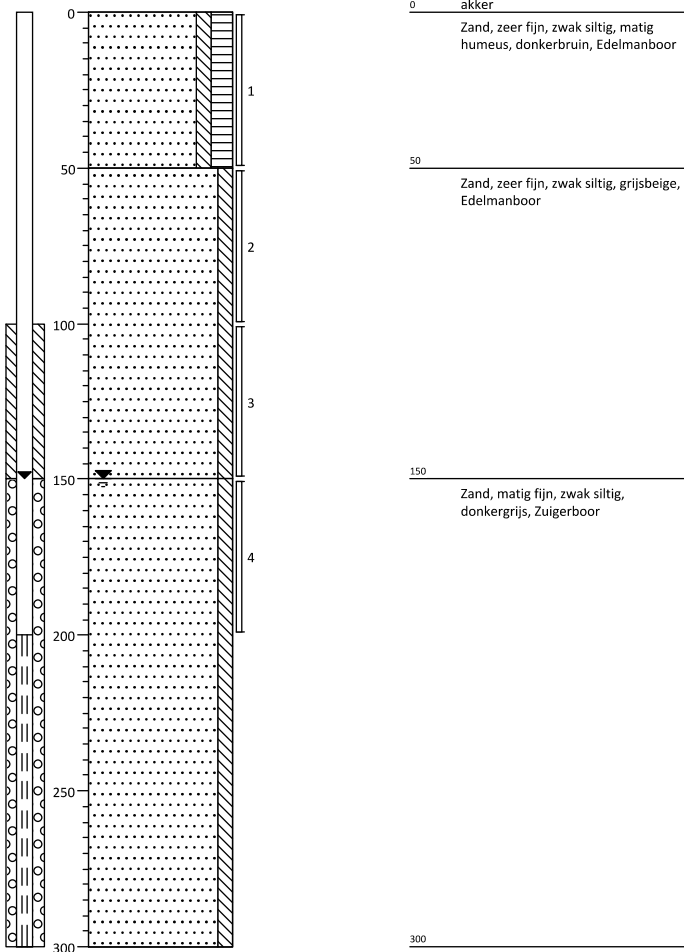 0
50
100
150
200
250
300
1
2
3
4
0
akker
Zand, zeer fijn, zwak siltig, matig
humeus, donkerbruin, Edelmanboor
50
Zand, zeer fijn, zwak siltig, grijsbeige,
Edelmanboor
150
Zand, matig fijn, zwak siltig,
donkergrijs, Zuigerboor
300